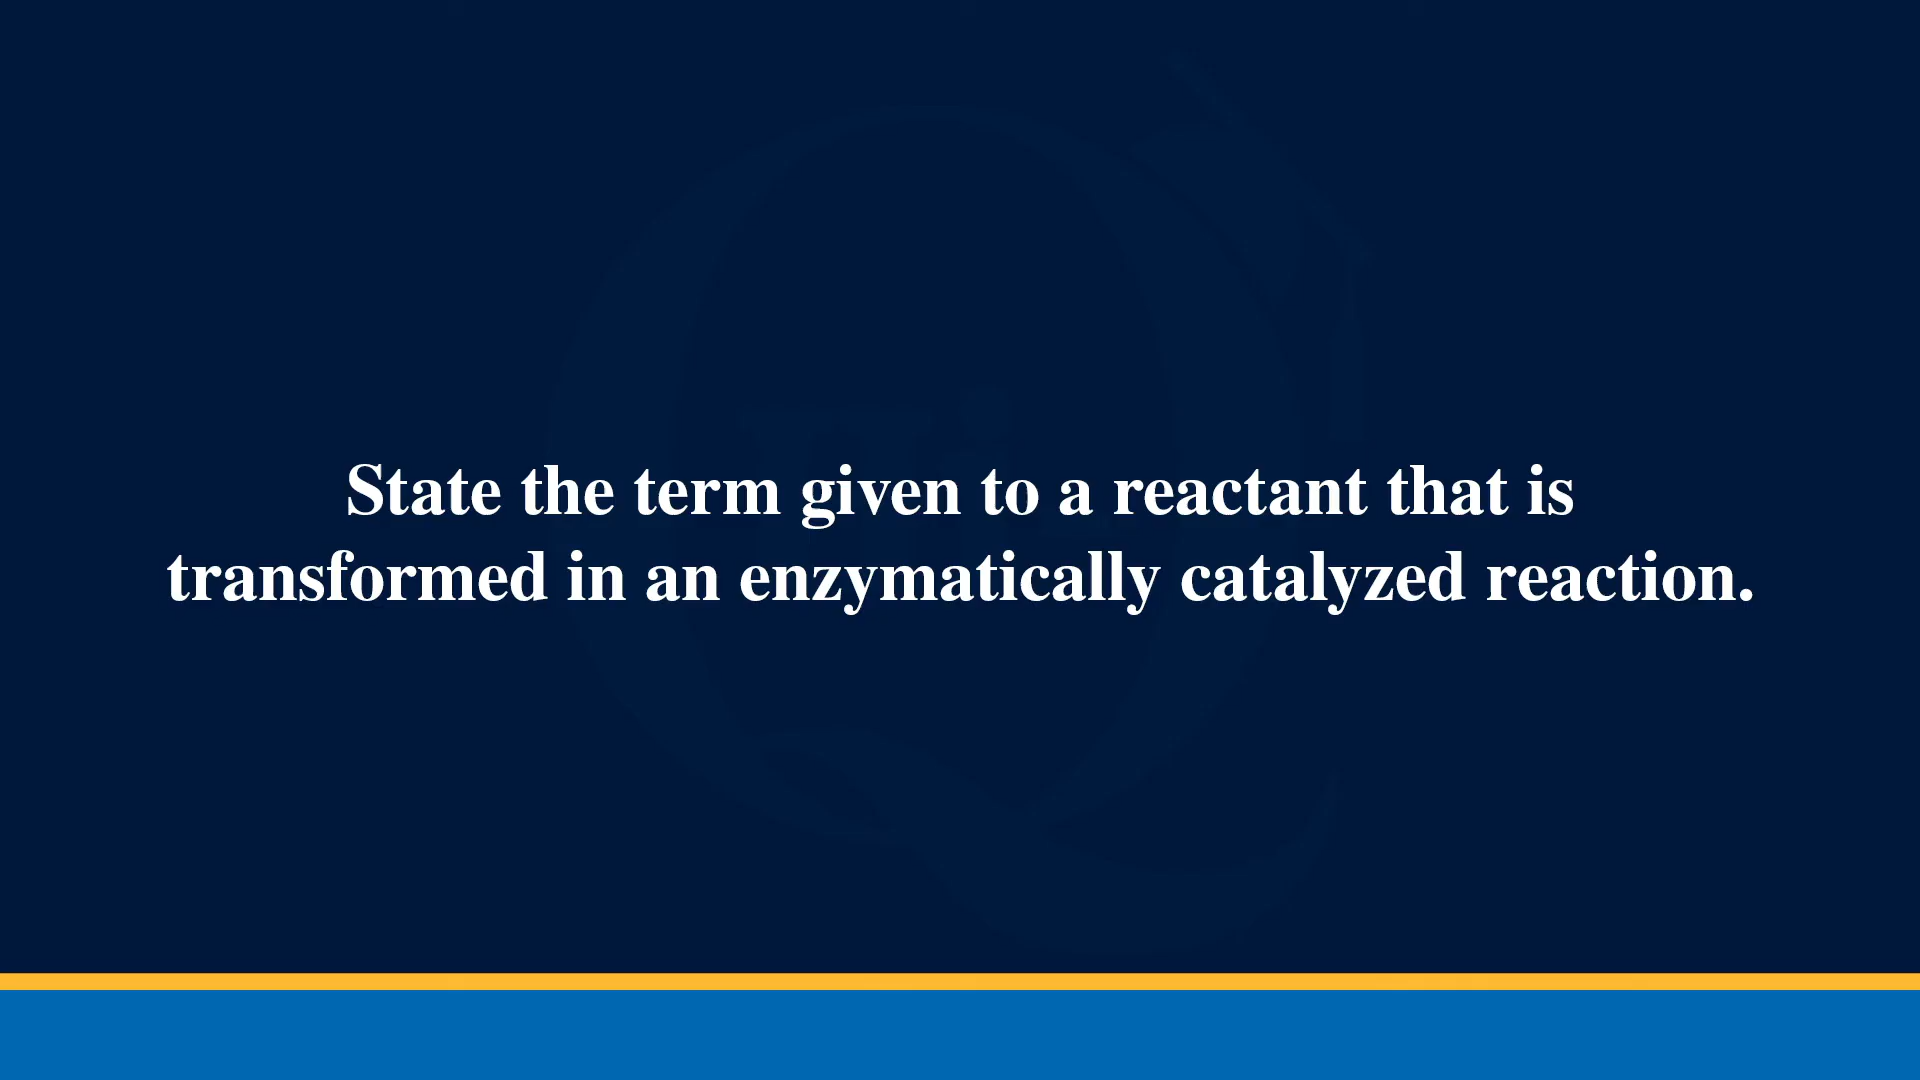 State the term given to a reactant that is
transformed in an enzymatically catalyzed reaction.